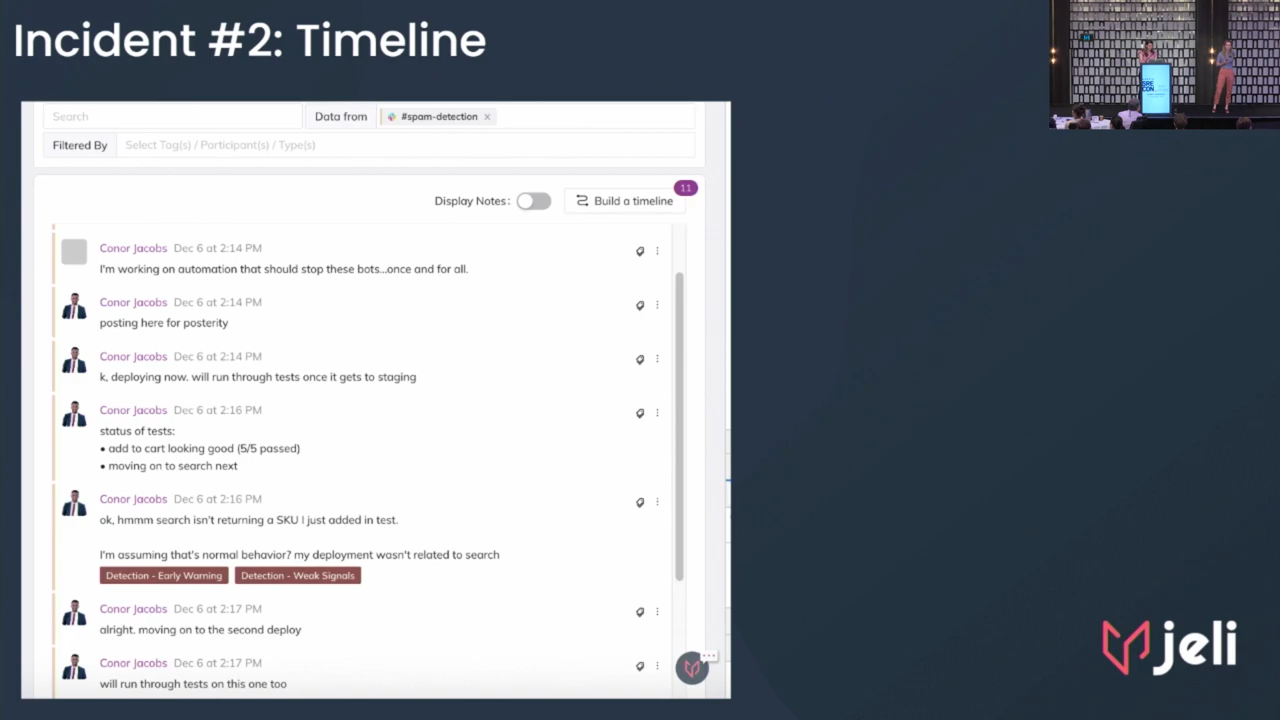 Incident #2: Timeline
SRE
CON
Search
Data from
#spam-detection ×
Filtered By
Select Tag(s) / Participant(s) / Type(s)
11
Display Notes:
Build a timeline
Conor Jacobs Dec 6 at 2:14 PM
I'm working on automation that should stop these bots...once and for all.
Conor Jacobs Dec 6 at 2:14 PM
posting here for posterity
Conor Jacobs Dec 6 at 2:14 PM
k, deploying now. will run through tests once it gets to staging
Conor Jacobs Dec 6 at 2:16 PM
status of tests:
• add to cart looking good (5/5 passed)
• moving on to search next
Conor Jacobs Dec 6 at 2:16 PM
ok, hmmm search isn't returning a SKU I just added in test.
I'm assuming that's normal behavior? my deployment wasn't related to search
Detection - Early Warning
Detection - Weak Signals
Conor Jacobs Dec 6 at 2:17 PM
alright. moving on to the second deploy
Conor Jacobs Dec 6 at 2:17 PM
will run through tests on this one too
jeli